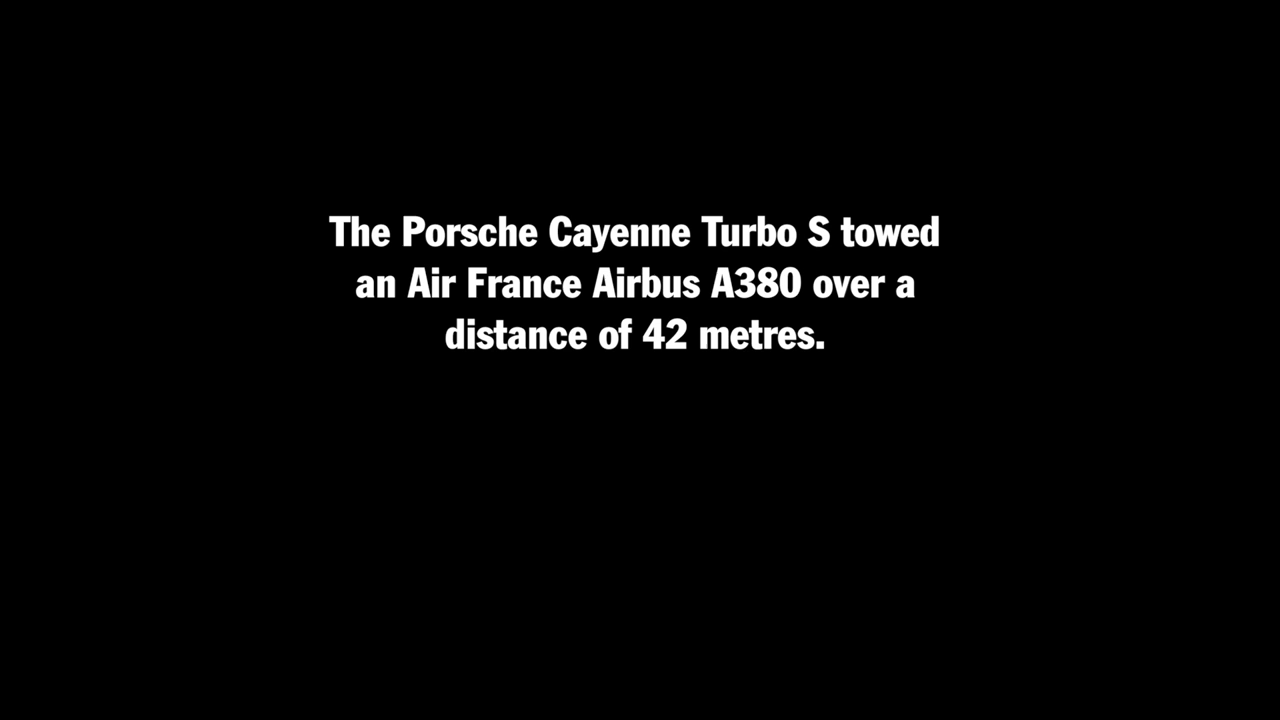 The Porsche Cayenne Turbo S towed
an Air France Airbus A380 over a
distance of 42 metres.